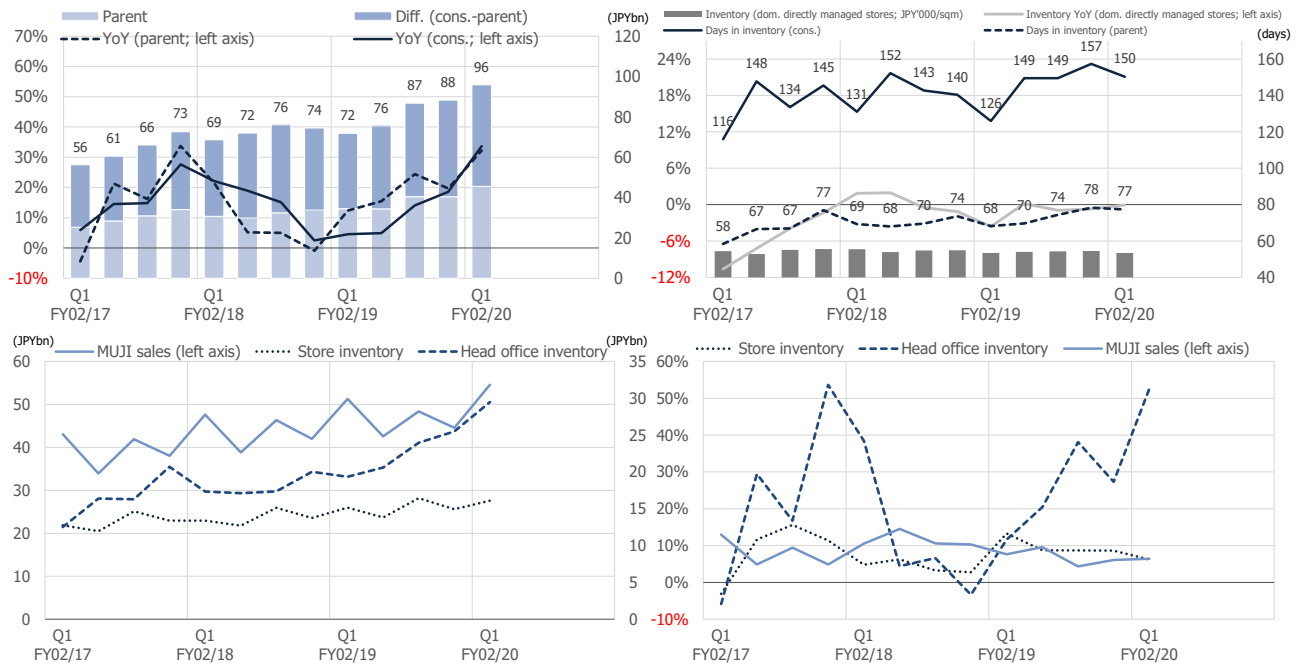 Parent
Diff. (cons.-parent)
(JPYbn)
YoY (parent; left axis)
YoY (cons.; left axis)
70%
60%
50%
40%
30%
20%
10%
0%
-10%
120
100
80
60
40
20
0
56
61
66
73
69
72
76
74
72
76
87
88
96
Q1
FY02/17
Q1
FY02/18
Q1
FY02/19
Q1
FY02/20
Inventory (dom. directly managed stores; JPY'000/sqm)
Inventory YoY (dom. directly managed stores; left axis)
Days in inventory (cons.)
Days in inventory (parent)
(days)
24%
18%
12%
6%
0%
-6%
-12%
160
140
120
100
80
60
40
116
148
134
145
131
152
143
140
126
149
149
157
150
58
67
67
77
69
68
70
74
68
70
74
78
77
Q1
FY02/17
Q1
FY02/18
Q1
FY02/19
Q1
FY02/20
(JPYbn)
MUJI sales (left axis)
Store inventory
Head office inventory
(JPYbn)
60
50
40
30
20
10
0
35
30
25
20
15
10
5
0
Q1
FY02/17
Q1
FY02/18
Q1
FY02/19
Q1
FY02/20
Store inventory
Head office inventory
MUJI sales (left axis)
60%
50%
40%
30%
20%
10%
0%
-10%
Q1
FY02/17
Q1
FY02/18
Q1
FY02/19
Q1
FY02/20